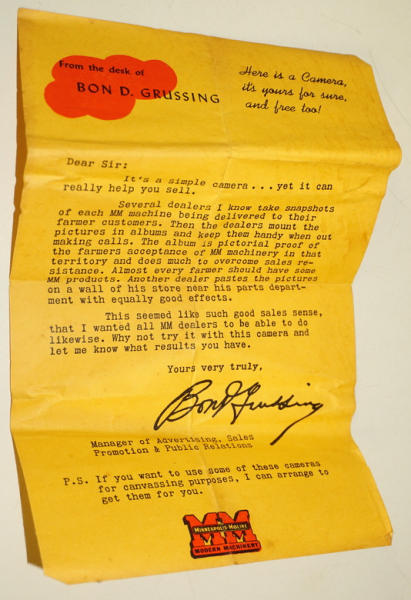 From the desk of
BON D. GRUSSING
Here is a Camera,
it's yours for sure,
and free too!
Dear Sir:
It's a simple camera...yet it can
really help you sell.
Several dealers I know take snapshots
of each MM machine being delivered to their
farmer customers. Then the dealers mount the
pictures in albums and keep them handy when out
making calls. The album is pictorial proof of
the farmers acceptance of MM machinery in that
territory and does much to overcome sales re-
sistance. Almost every farmer should have some
MM products. Another dealer pastes the pictures
on a wall of his store near his parts depart-
ment with equally good effects.
This seemed like such good sales sense,
that I wanted all MM dealers to be able to do
likewise. Why not try it with this camera and
let me know what results you have.
Yours very truly,
Bon D Grussing
Manager of Advertising, Sales
Promotion & Public Relations
P.S. If you want to use some of these cameras
for canvassing purposes, I can arrange to
get them for you.
MM
MINNEAPOLIS-MOLINE
MODERN MACHINERY